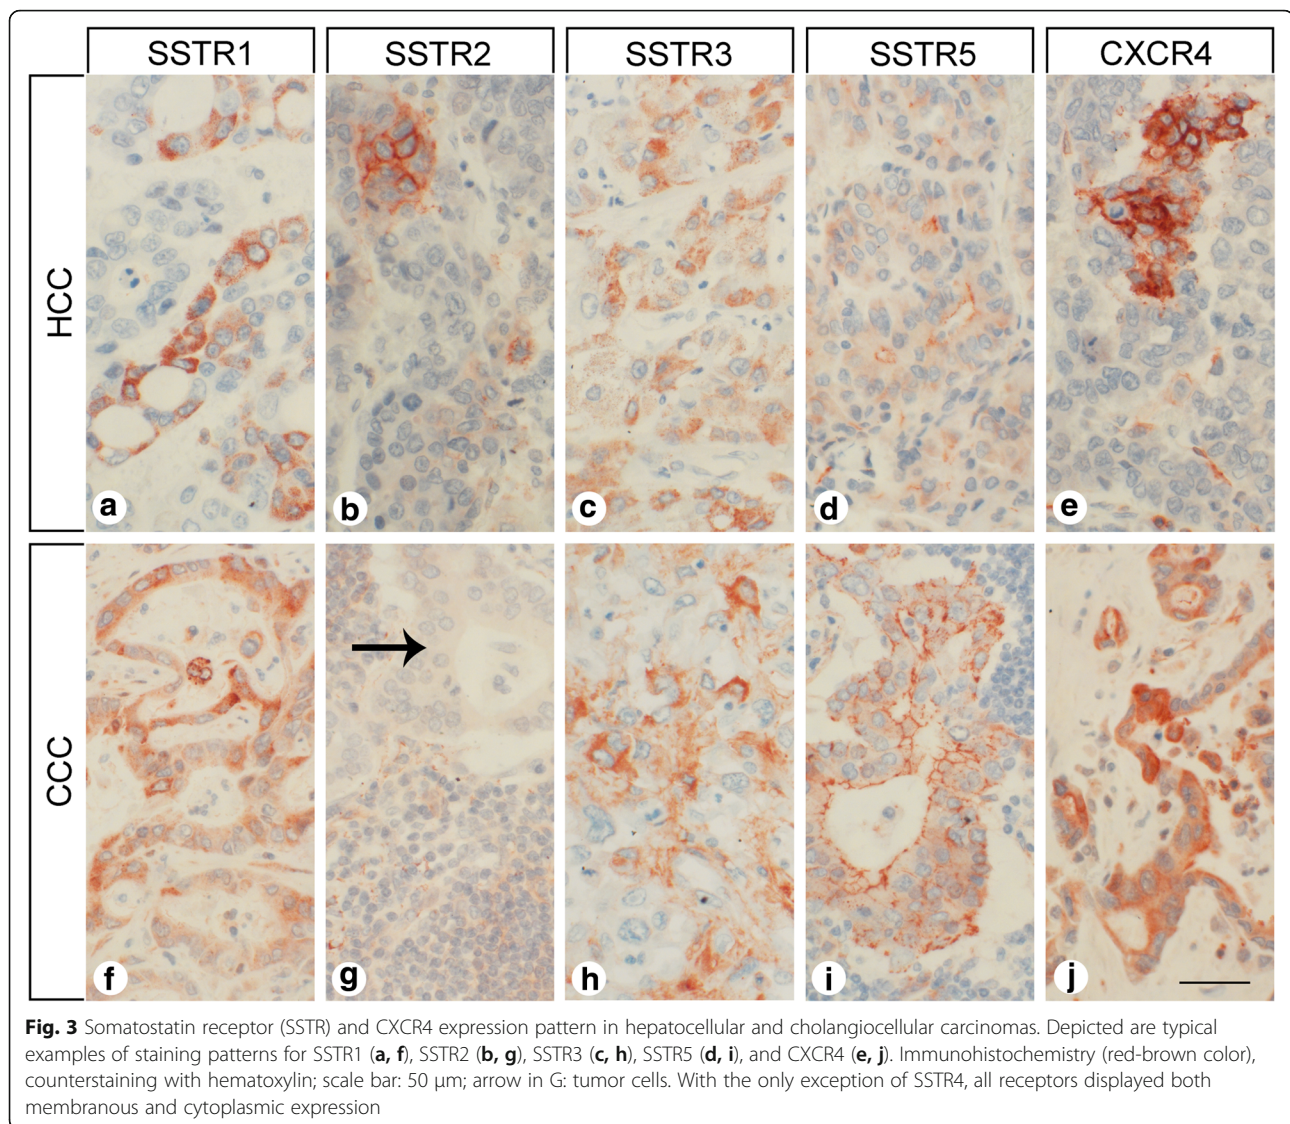 SSTR1 SSTR2 SSTR3 SSTR5 CXCR4
HCC
a b c d e
CCC
f g h i j
Fig. 3 Somatostatin receptor (SSTR) and CXCR4 expression pattern in hepatocellular and cholangiocellular carcinomas. Depicted are typical
examples of staining patterns for SSTR1 (a, f), SSTR2 (b, g), SSTR3 (c, h), SSTR5 (d, i), and CXCR4 (e, j). Immunohistochemistry (red-brown color),
counterstaining with hematoxylin; scale bar: 50 μm; arrow in G: tumor cells. With the only exception of SSTR4, all receptors displayed both
membranous and cytoplasmic expression